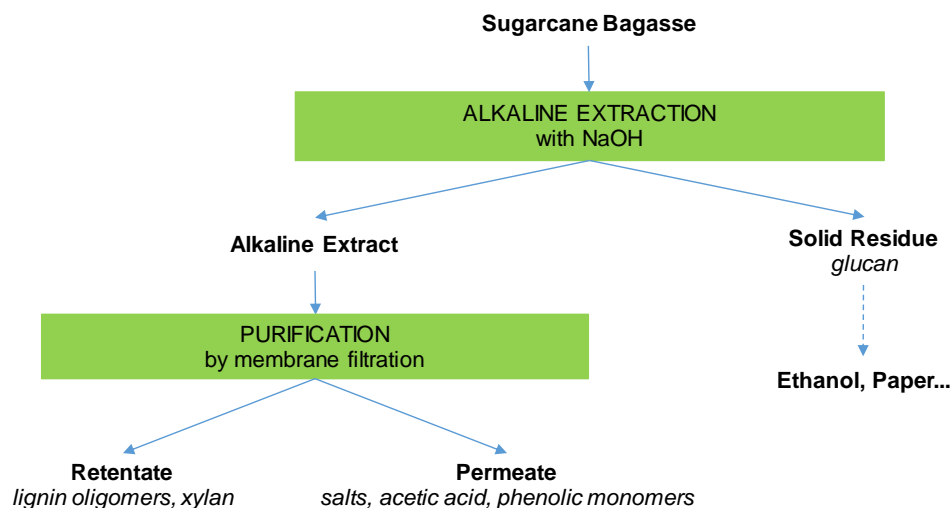 Sugarcane Bagasse
ALKALINE EXTRACTION
with NaOH
Alkaline Extract
Solid Residue
glucan
PURIFICATION
by membrane filtration
Ethanol, Paper...
Retentate
lignin oligomers, xylan
Permeate
salts, acetic acid, phenolic monomers